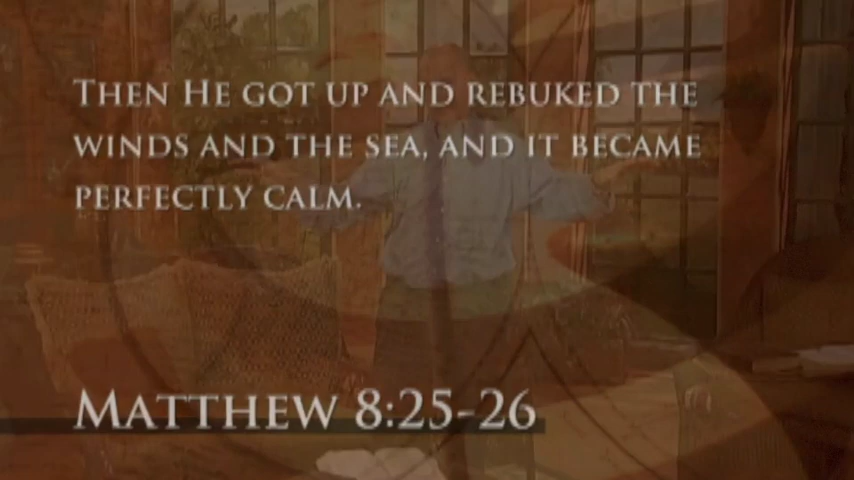 Then He got up and rebuked the
winds and the sea, and it became
perfectly calm.
Matthew 8:25-26